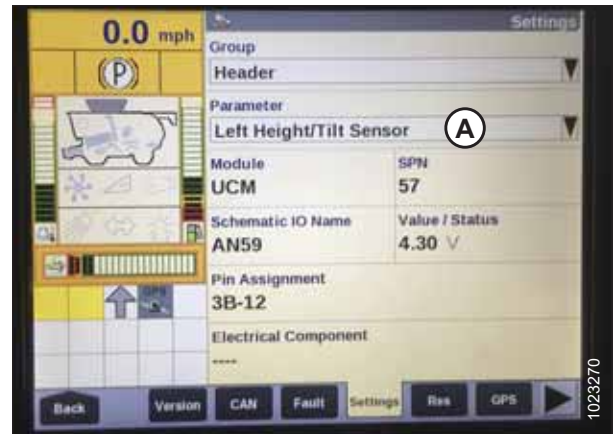 0.0 mph
Settings
(P)
Group
Header
Parameter
Left Height/Tilt Sensor
A
Module
UCM
SPN
57
Schematic IO Name
AN59
Value / Status
4.30 V
Pin Assignment
3B-12
Electrical Component
----
Back
Version
CAN
Fault
Settings
Rss
GPS
1023270